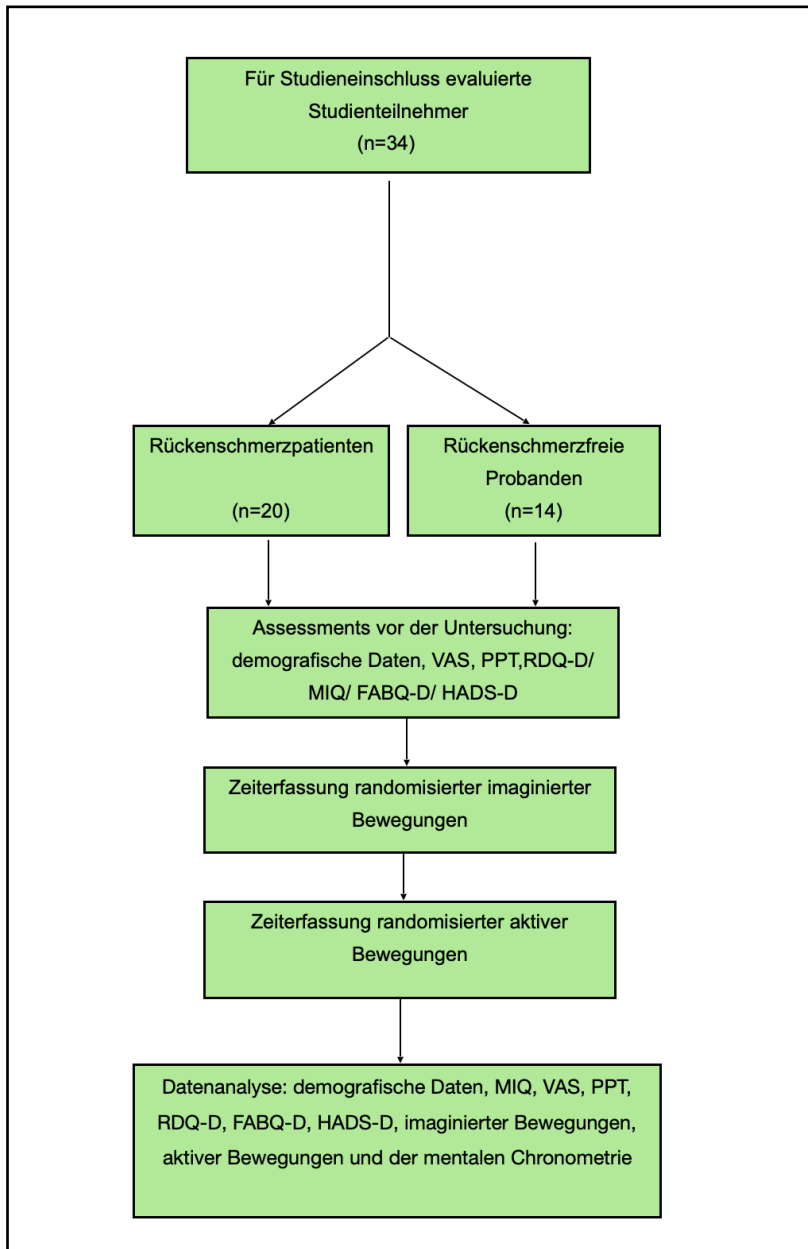 Für Studieneinschluss evaluierte
Studienteilnehmer
(n=34)
Rückenschmerzpatienten
(n=20)
Rückenschmerzfreie
Probanden
(n=14)
Assessments vor der Untersuchung:
demografische Daten, VAS, PPT,RDQ-D/
MIQ/ FABQ-D/ HADS-D
Zeiterfassung randomisierter imaginierter
Bewegungen
Zeiterfassung randomisierter aktiver
Bewegungen
Datenanalyse: demografische Daten, MIQ, VAS, PPT,
RDQ-D, FABQ-D, HADS-D, imaginierter Bewegungen,
aktiver Bewegungen und der mentalen Chronometrie